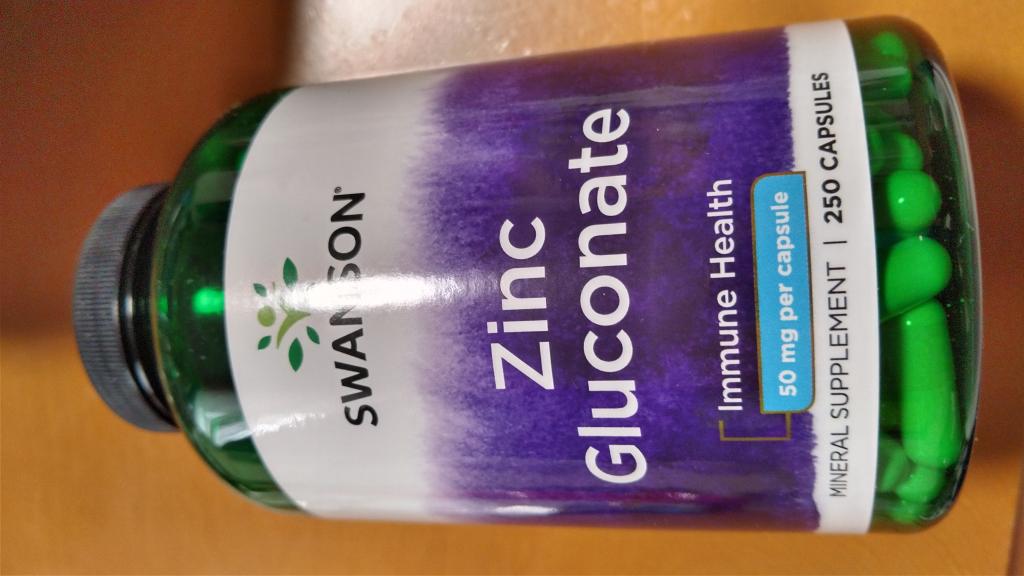 SWANSON®
Zinc
Gluconate
Immune Health
50 mg per capsule
MINERAL SUPPLEMENT | 250 CAPSULES